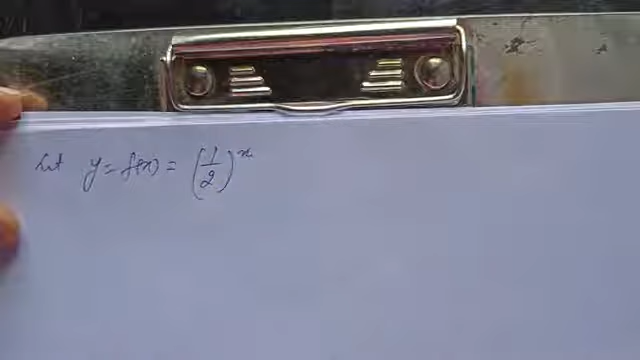 Let y = f(x) = (1/2)^x